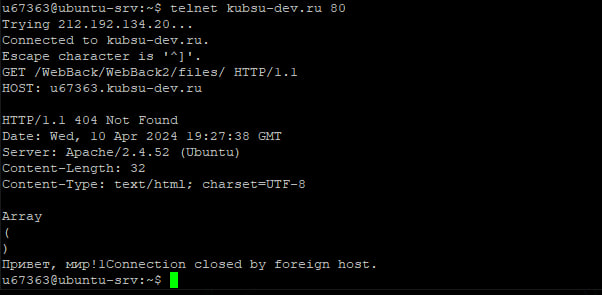 u67363@ubuntu-srv:~$ telnet kubsu-dev.ru 80
Trying 212.192.134.20...
Connected to kubsu-dev.ru.
Escape character is '^]'.
GET /WebBack/WebBack2/files/ HTTP/1.1
HOST: u67363.kubsu-dev.ru

HTTP/1.1 404 Not Found
Date: Wed, 10 Apr 2024 19:27:38 GMT
Server: Apache/2.4.52 (Ubuntu)
Content-Length: 32
Content-Type: text/html; charset=UTF-8

Array
(
)
Привет, мир!1Connection closed by foreign host.
u67363@ubuntu-srv:~$